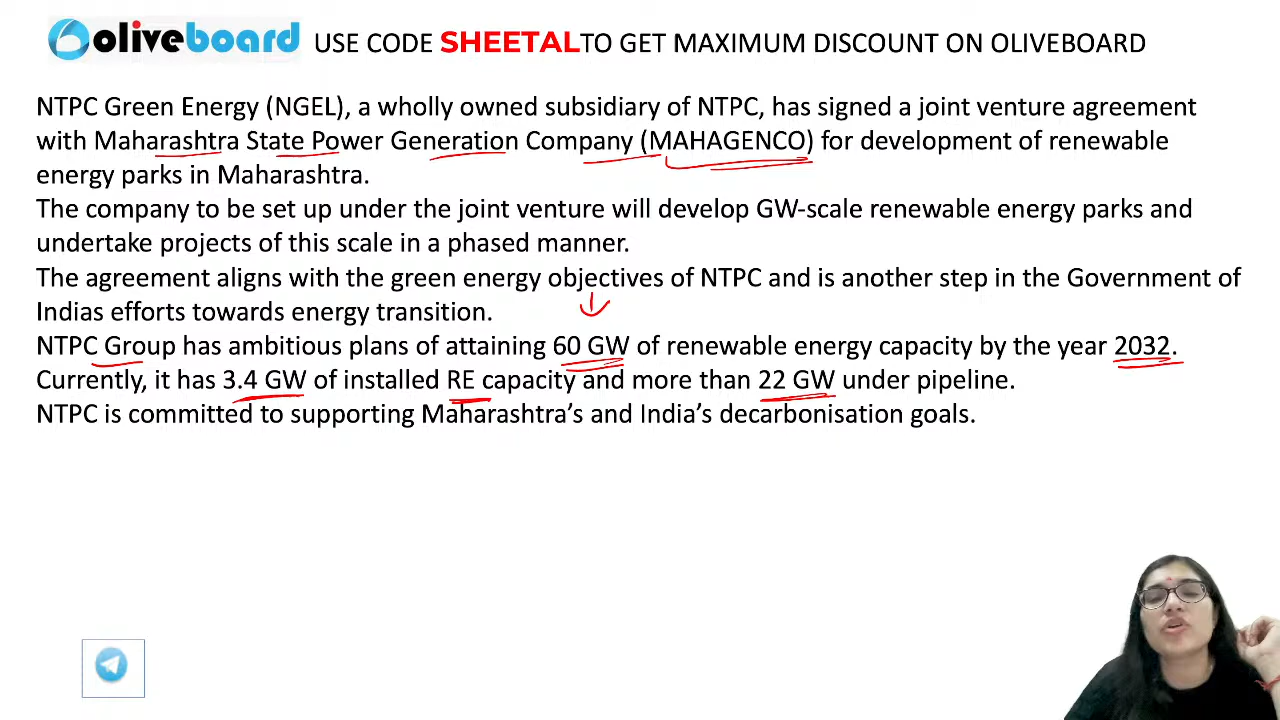 oliveboard USE CODE SHEETAL TO GET MAXIMUM DISCOUNT ON OLIVEBOARD
NTPC Green Energy (NGEL), a wholly owned subsidiary of NTPC, has signed a joint venture agreement
with Maharashtra State Power Generation Company (MAHAGENCO) for development of renewable
energy parks in Maharashtra.
The company to be set up under the joint venture will develop GW-scale renewable energy parks and
undertake projects of this scale in a phased manner.
The agreement aligns with the green energy objectives of NTPC and is another step in the Government of
Indias efforts towards energy transition.
NTPC Group has ambitious plans of attaining 60 GW of renewable energy capacity by the year 2032.
Currently, it has 3.4 GW of installed RE capacity and more than 22 GW under pipeline.
NTPC is committed to supporting Maharashtra’s and India’s decarbonisation goals.